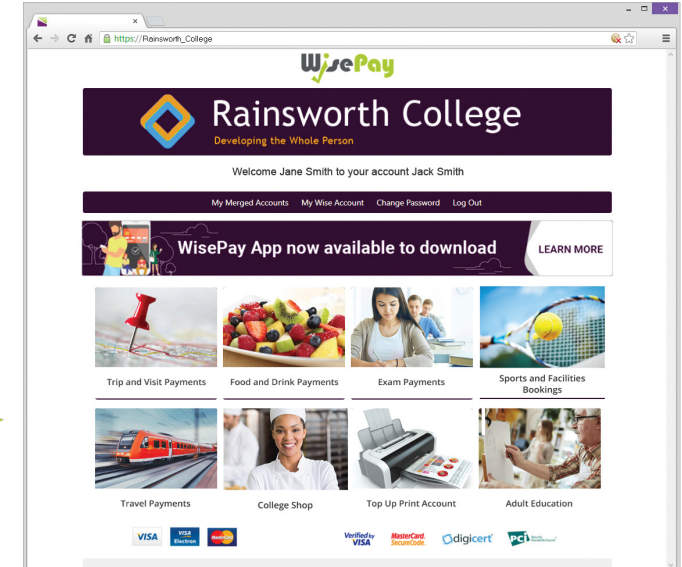 ×
https://Rainsworth_College
WisePay
Rainsworth College
Developing the Whole Person
Welcome Jane Smith to your account Jack Smith
My Merged Accounts My Wise Account Change Password Log Out
WisePay App now available to download LEARN MORE
Trip and Visit Payments Food and Drink Payments Exam Payments Sports and Facilities
Bookings
Travel Payments College Shop Top Up Print Account Adult Education
VISA VISA Electron MasterCard Verified by VISA MasterCard. SecureCode. digicert PCI